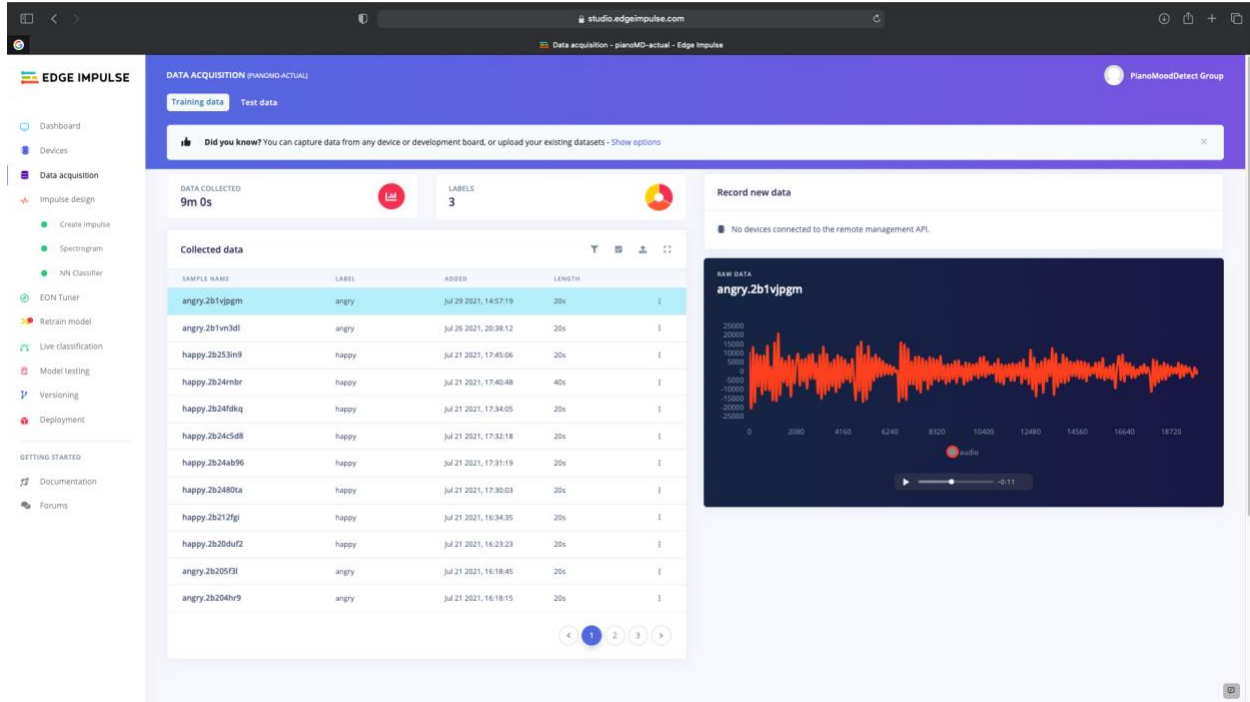 studio.edgeimpulse.com
Data acquisition - pianoMD-actual - Edge Impulse
EDGE IMPULSE
Dashboard
Devices
Data acquisition
Impulse design
Create impulse
Spectrogram
NN Classifier
EON Tuner
Retrain model
Live classification
Model testing
Versioning
Deployment
GETTING STARTED
Documentation
Forums
DATA ACQUISITION (PIANOMD-ACTUAL)
PianoMoodDetect Group
Training data Test data
Did you know? You can capture data from any device or development board, or upload your existing datasets - Show options
DATA COLLECTED
9m 0s
LABELS
3
Collected data
SAMPLE NAME LABEL ADDED LENGTH
angry.2b1vjpgm angry Jul 29 2021, 14:57:19 20s
angry.2b1vn3dl angry Jul 26 2021, 20:38:12 20s
happy.2b253in9 happy Jul 21 2021, 17:45:06 20s
happy.2b24rnbr happy Jul 21 2021, 17:40:48 40s
happy.2b24fdkq happy Jul 21 2021, 17:34:05 20s
happy.2b24c5d8 happy Jul 21 2021, 17:32:18 20s
happy.2b24ab96 happy Jul 21 2021, 17:31:19 20s
happy.2b2480ta happy Jul 21 2021, 17:30:03 20s
happy.2b212fgi happy Jul 21 2021, 16:34:35 20s
happy.2b20duf2 happy Jul 21 2021, 16:23:23 20s
angry.2b205f3l angry Jul 21 2021, 16:18:45 20s
angry.2b204hr9 angry Jul 21 2021, 16:18:15 20s
1 2 3
Record new data
No devices connected to the remote management API.
RAW DATA
angry.2b1vjpgm
25000
20000
15000
10000
5000
0
-5000
-10000
-15000
-20000
-25000
0 2080 4160 6240 8320 10400 12480 14560 16640 18720
audio
-0:11